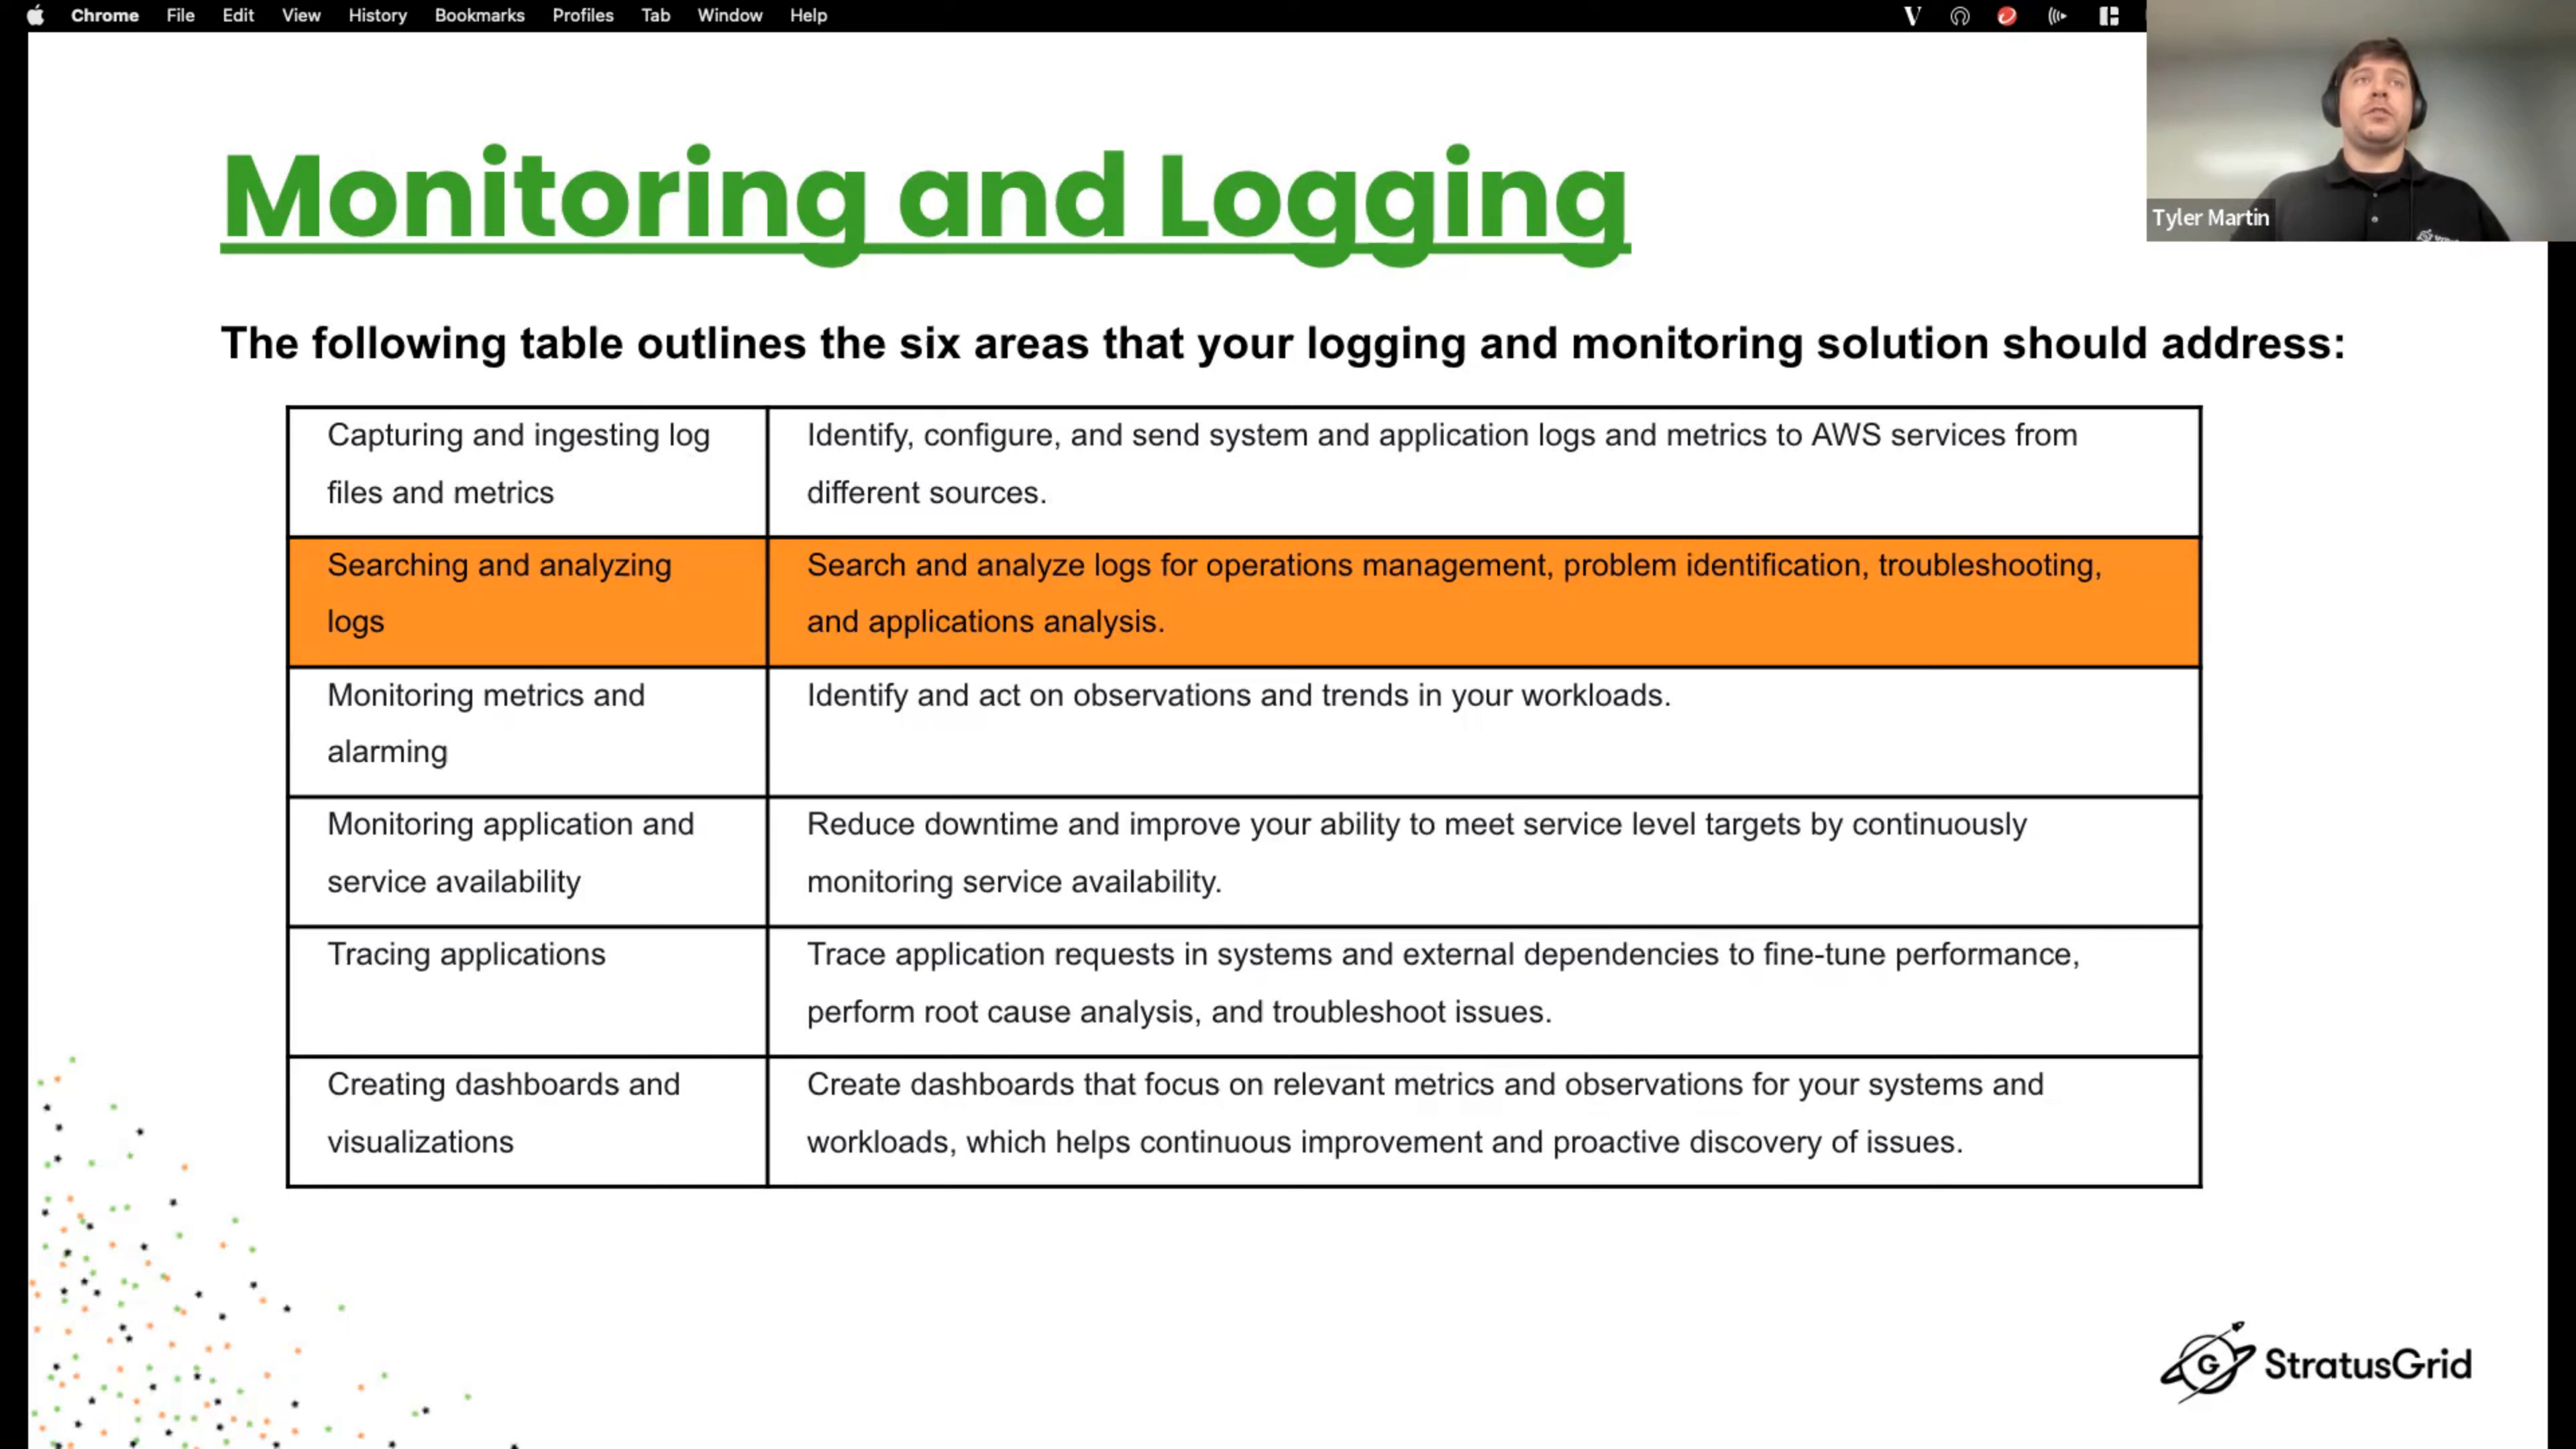 Chrome File Edit View History Bookmarks Profiles Tab Window Help
Tyler Martin
Monitoring and Logging
The following table outlines the six areas that your logging and monitoring solution should address:
Capturing and ingesting log
files and metrics
Identify, configure, and send system and application logs and metrics to AWS services from
different sources.
Searching and analyzing
logs
Search and analyze logs for operations management, problem identification, troubleshooting,
and applications analysis.
Monitoring metrics and
alarming
Identify and act on observations and trends in your workloads.
Monitoring application and
service availability
Reduce downtime and improve your ability to meet service level targets by continuously
monitoring service availability.
Tracing applications
Trace application requests in systems and external dependencies to fine-tune performance,
perform root cause analysis, and troubleshoot issues.
Creating dashboards and
visualizations
Create dashboards that focus on relevant metrics and observations for your systems and
workloads, which helps continuous improvement and proactive discovery of issues.
G StratusGrid